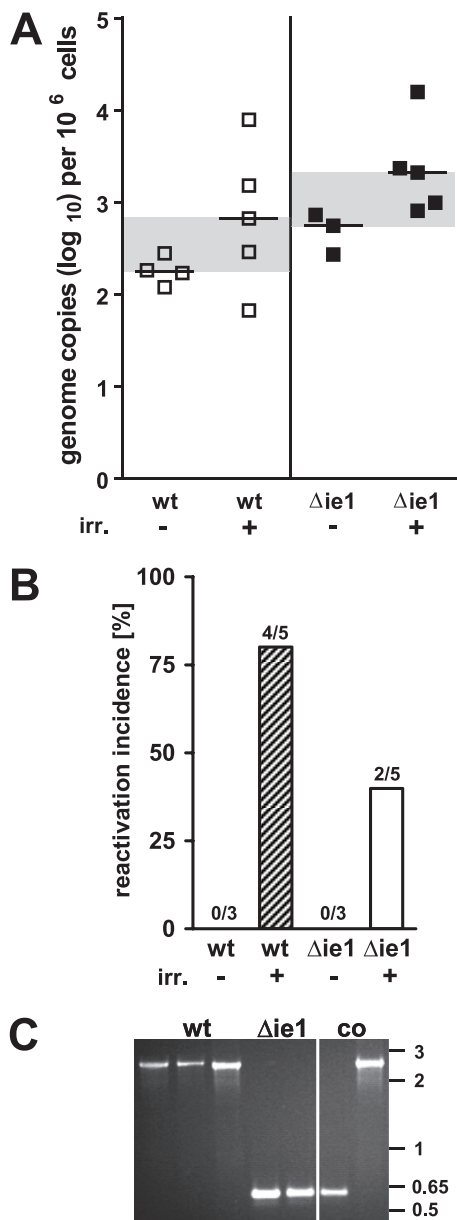 A
genome copies (log 10) per 10 6 cells
5
4
3
2
1
0
wt wt Δie1 Δie1
irr. - + - +
B
reactivation incidence [%]
100
75
50
25
0
0/3 4/5 0/3 2/5
wt wt Δie1 Δie1
irr. - + - +
C
wt Δie1 co
3
2
1
0.65
0.5